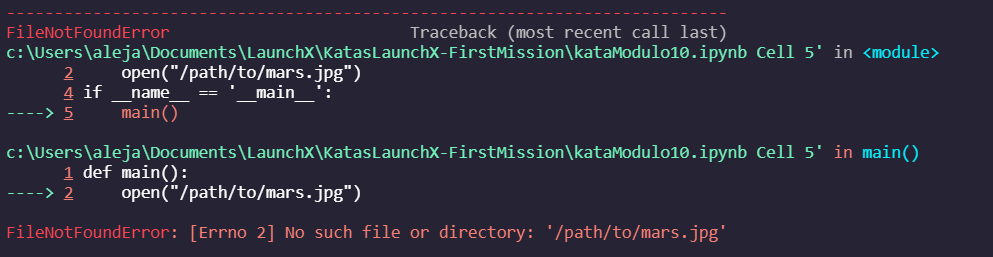 ---------------------------------------------------------------------------
FileNotFoundError                         Traceback (most recent call last)
c:\Users\aleja\Documents\LaunchX\KatasLaunchX-FirstMission\kataModulo10.ipynb Cell 5' in <module>
      2     open("/path/to/mars.jpg")
      4 if __name__ == '__main__':
----> 5     main()

c:\Users\aleja\Documents\LaunchX\KatasLaunchX-FirstMission\kataModulo10.ipynb Cell 5' in main()
      1 def main():
----> 2     open("/path/to/mars.jpg")

FileNotFoundError: [Errno 2] No such file or directory: '/path/to/mars.jpg'